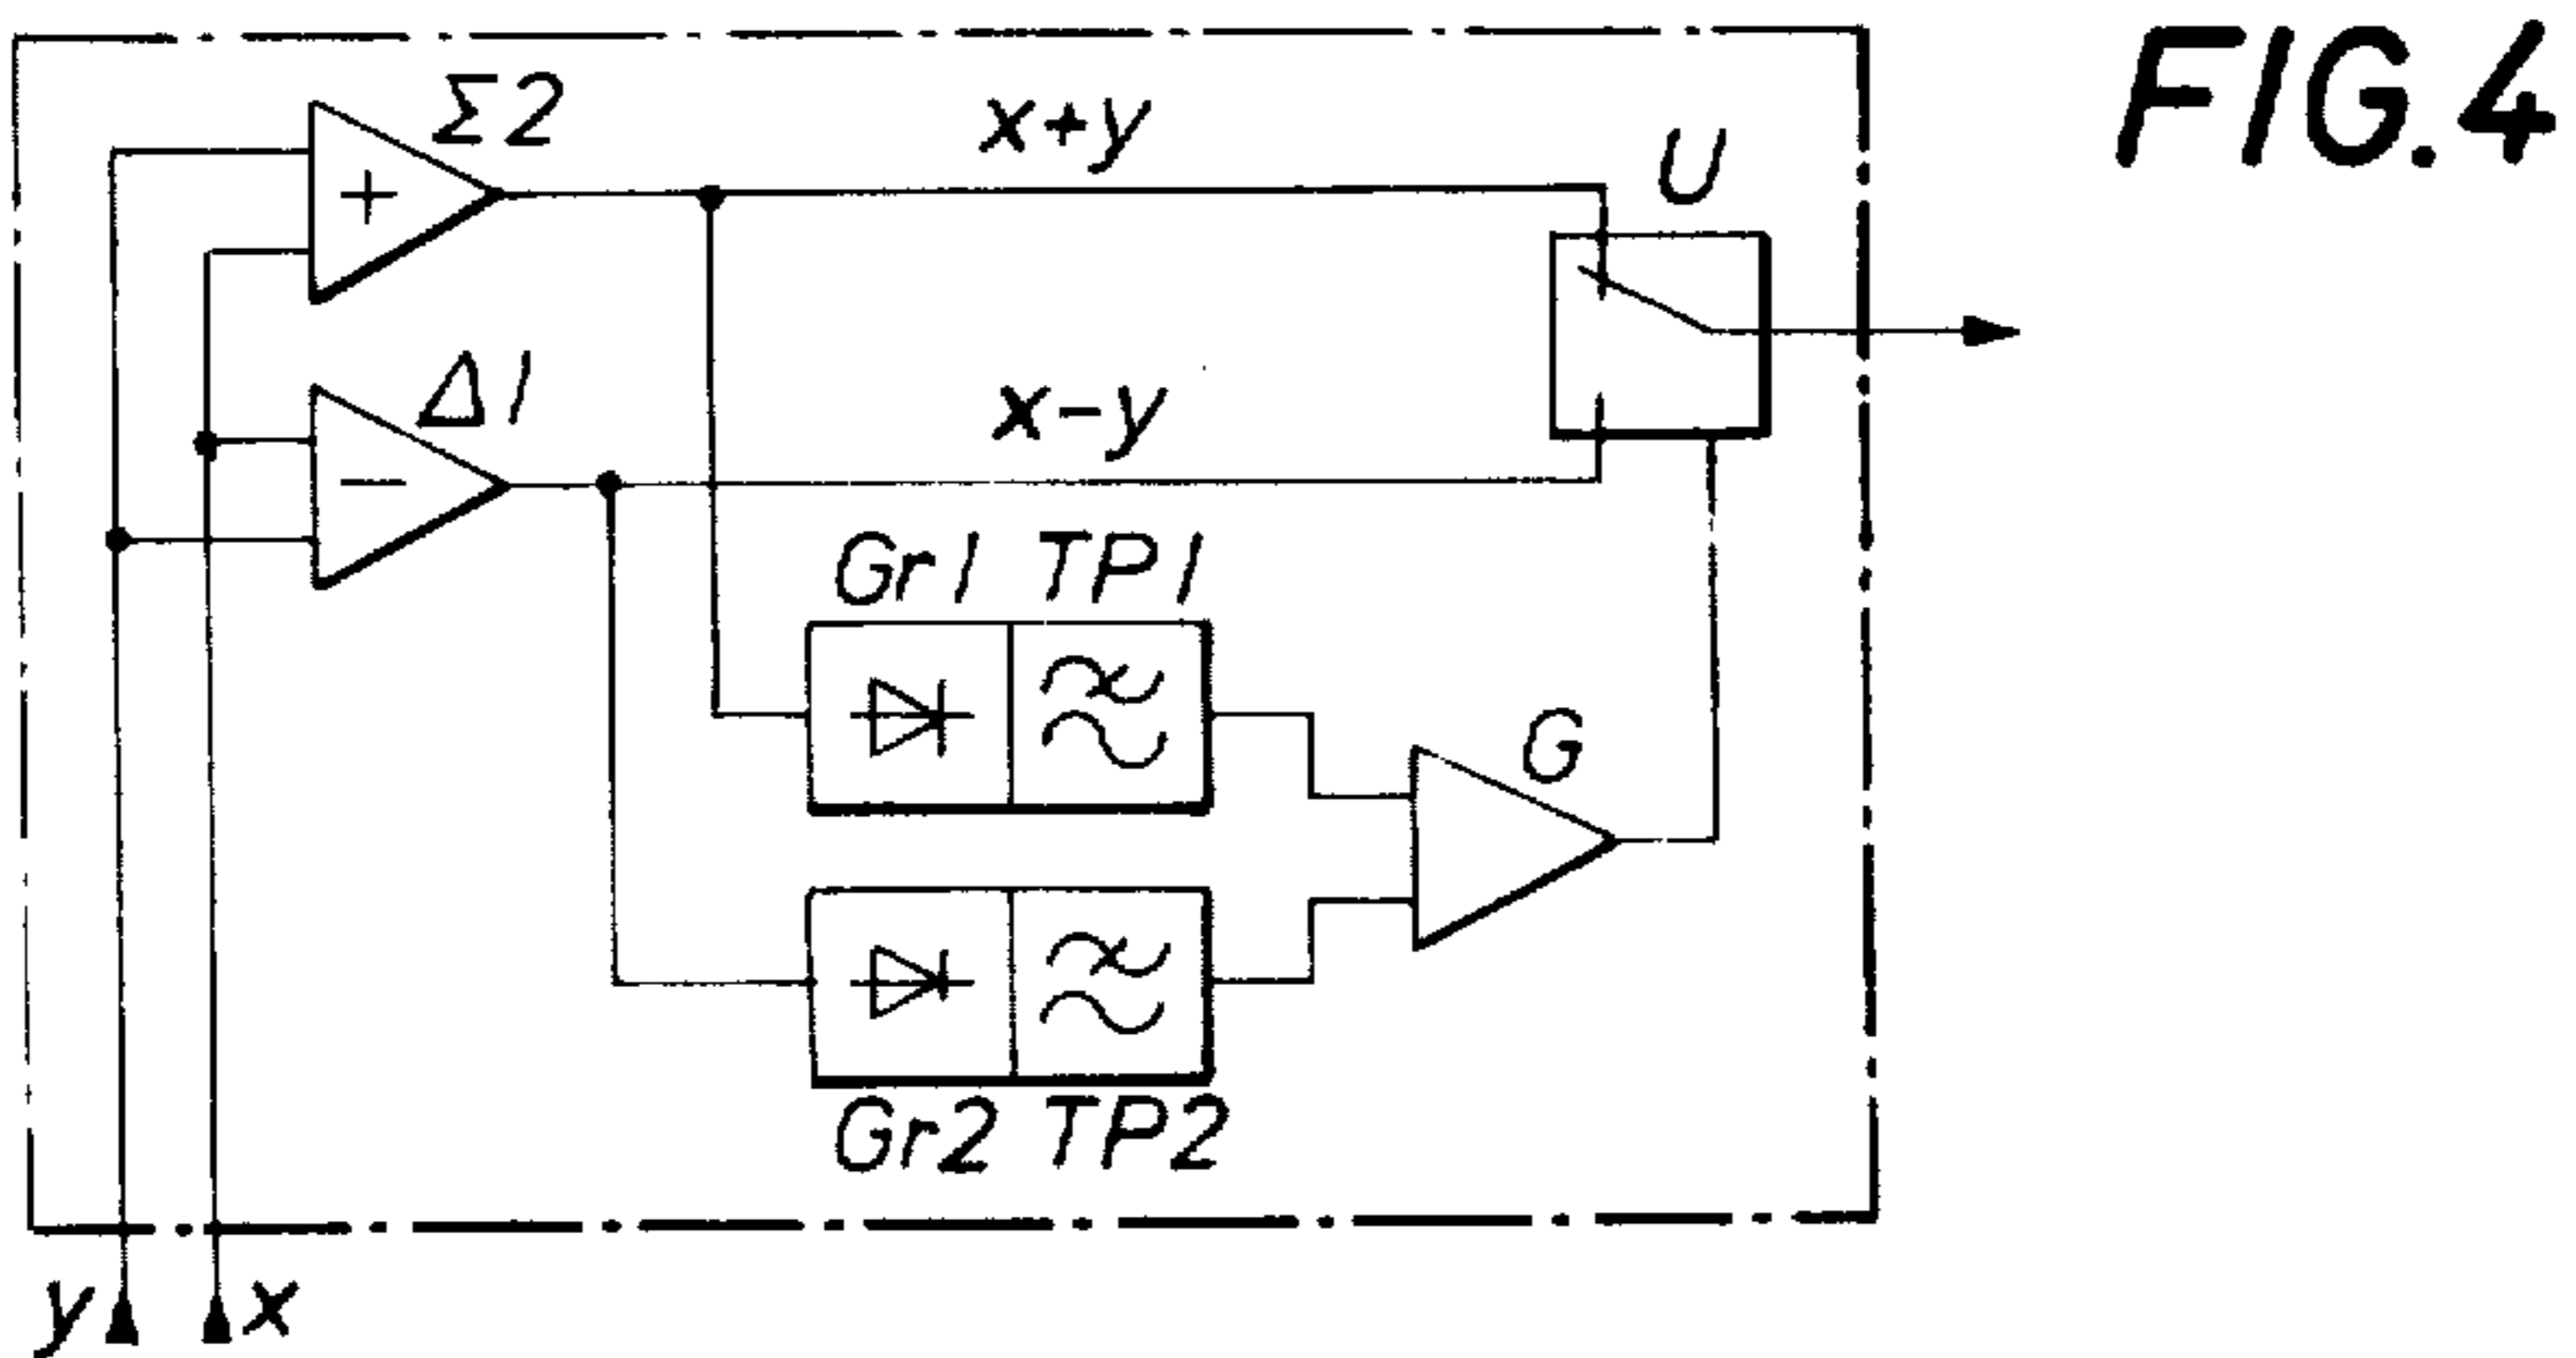 FIG.4
Σ2
x+y
U
+
Δ1
x-y
-
Gr1 TP1
G
Gr2 TP2
y x